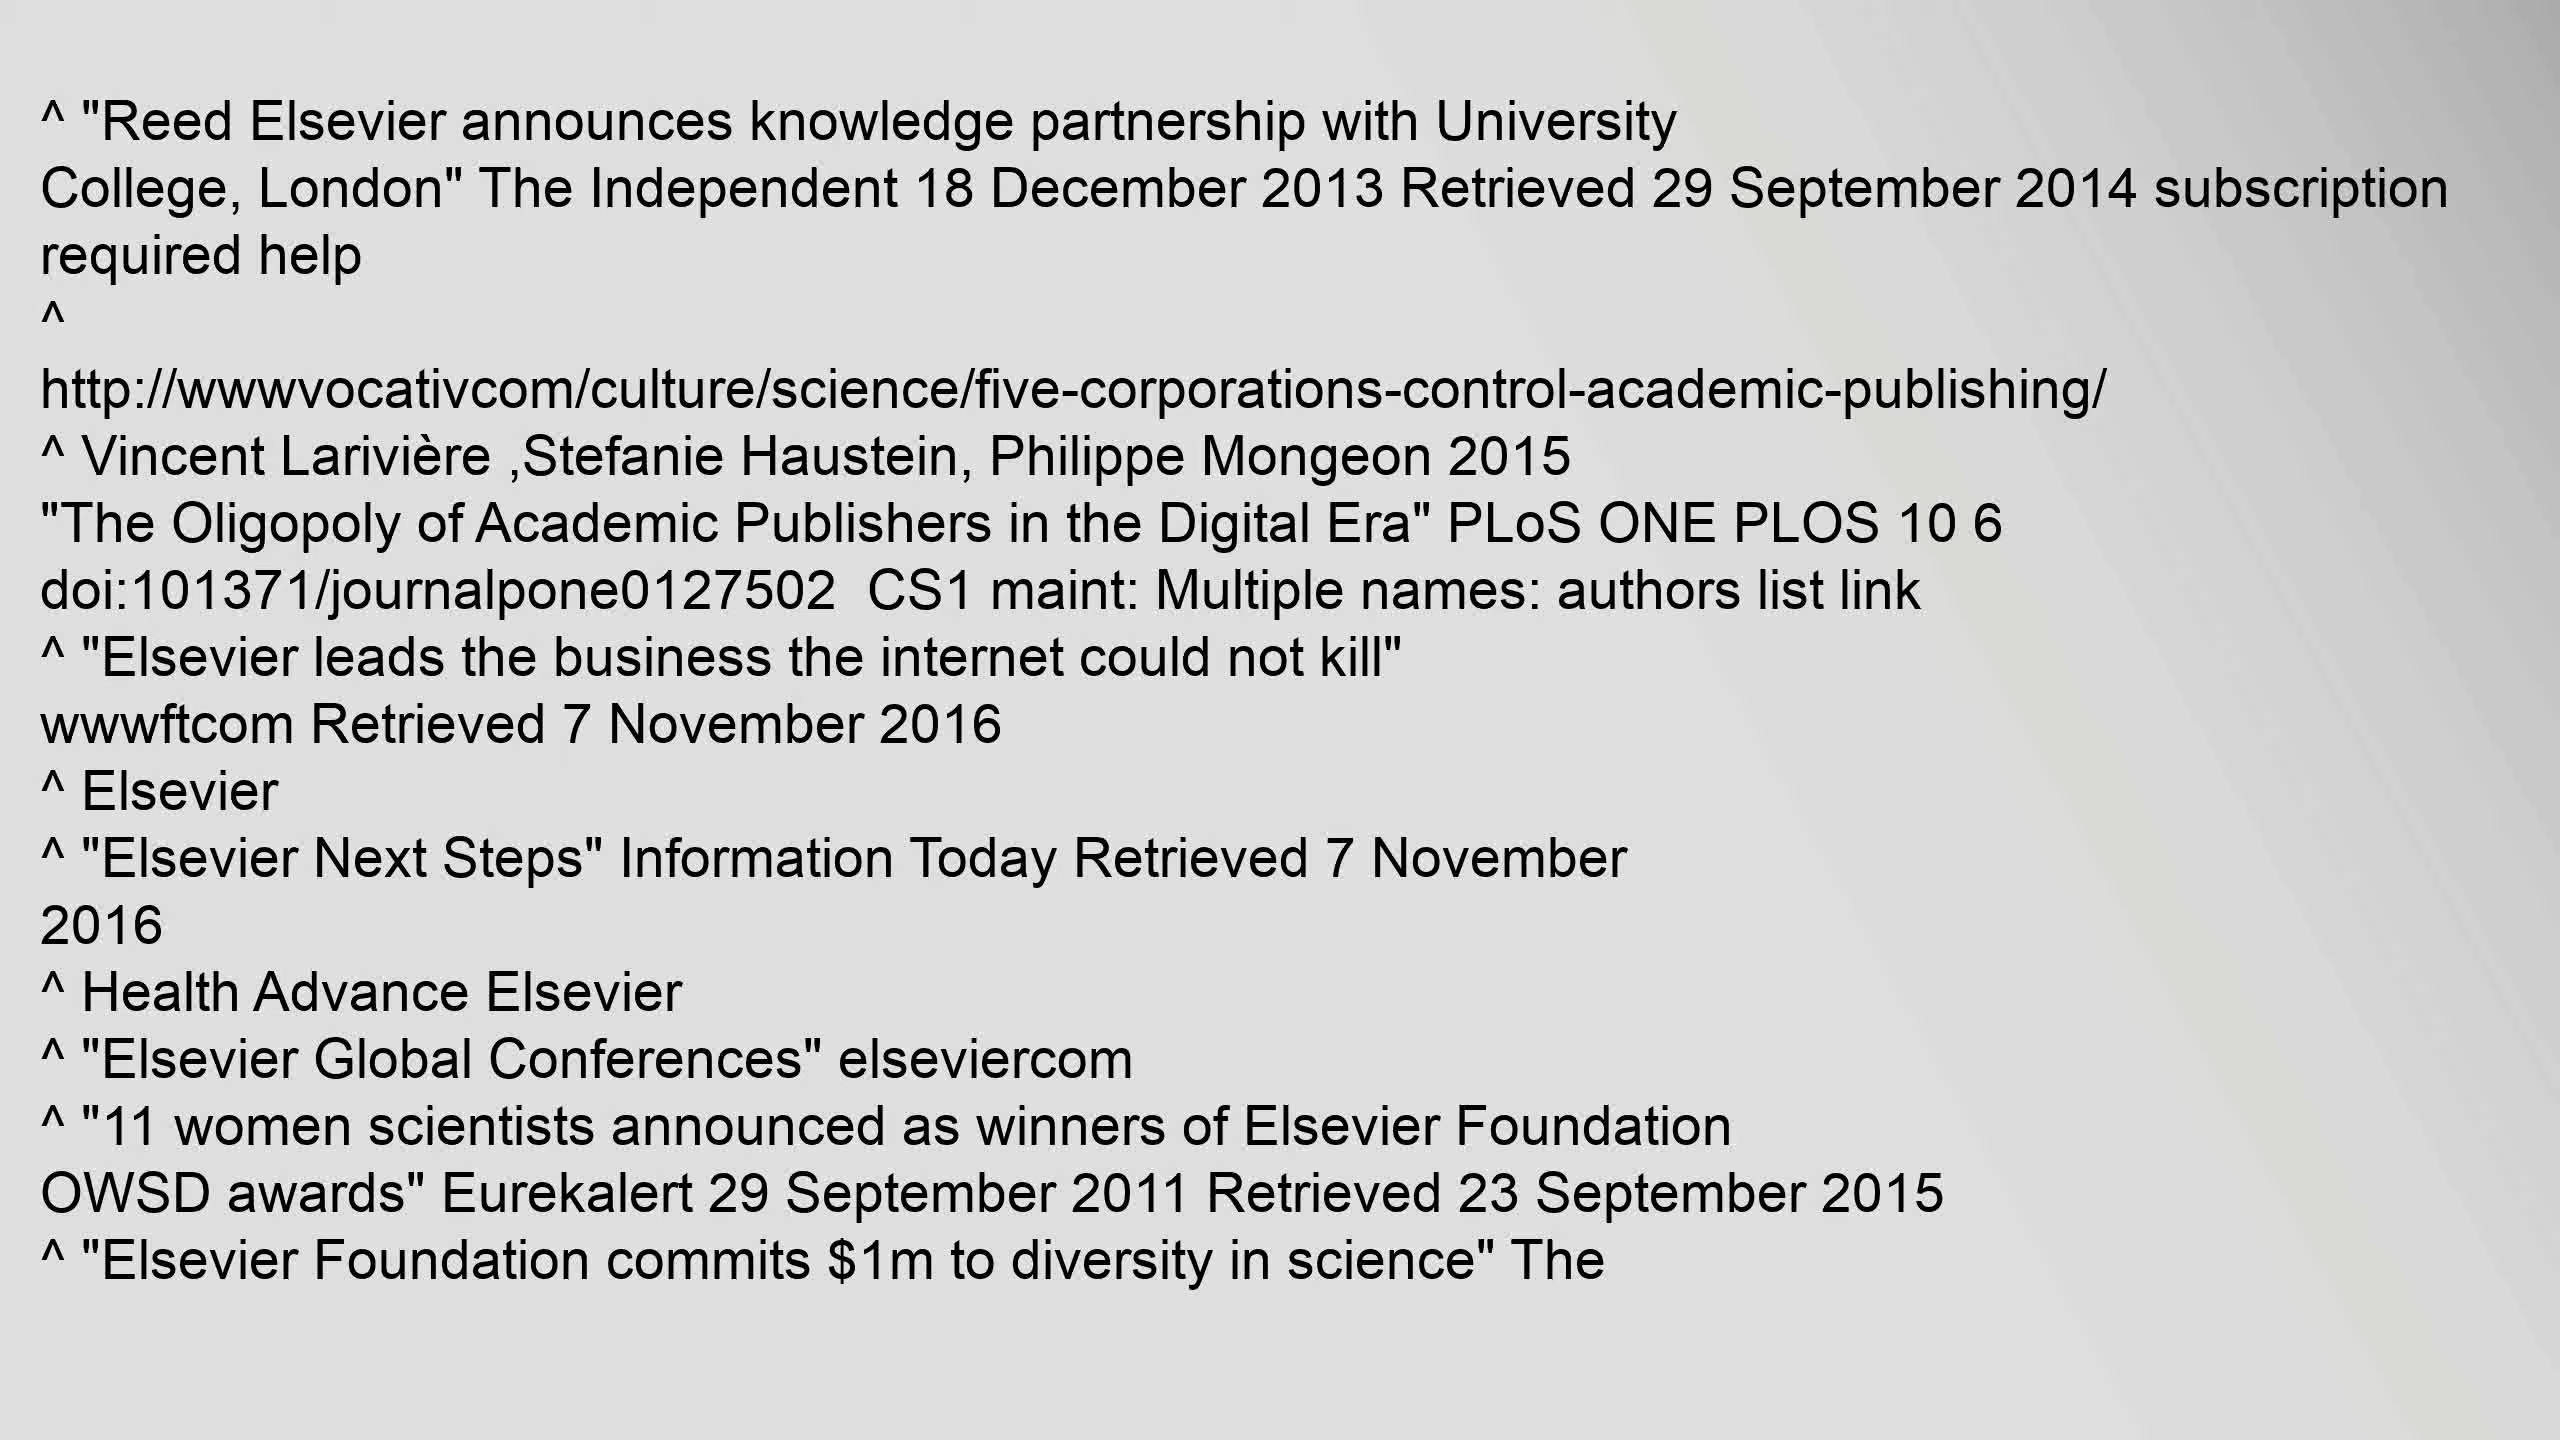 ^ "Reed Elsevier announces knowledge partnership with University
College, London" The Independent 18 December 2013 Retrieved 29 September 2014 subscription
required help
^
http://wwwvocativcom/culture/science/five-corporations-control-academic-publishing/
^ Vincent Larivière ,Stefanie Haustein, Philippe Mongeon 2015
"The Oligopoly of Academic Publishers in the Digital Era" PLoS ONE PLOS 10 6
doi:101371/journalpone0127502  CS1 maint: Multiple names: authors list link
^ "Elsevier leads the business the internet could not kill"
wwwftcom Retrieved 7 November 2016
^ Elsevier
^ "Elsevier Next Steps" Information Today Retrieved 7 November
2016
^ Health Advance Elsevier
^ "Elsevier Global Conferences" elseviercom
^ "11 women scientists announced as winners of Elsevier Foundation
OWSD awards" Eurekalert 29 September 2011 Retrieved 23 September 2015
^ "Elsevier Foundation commits $1m to diversity in science" The